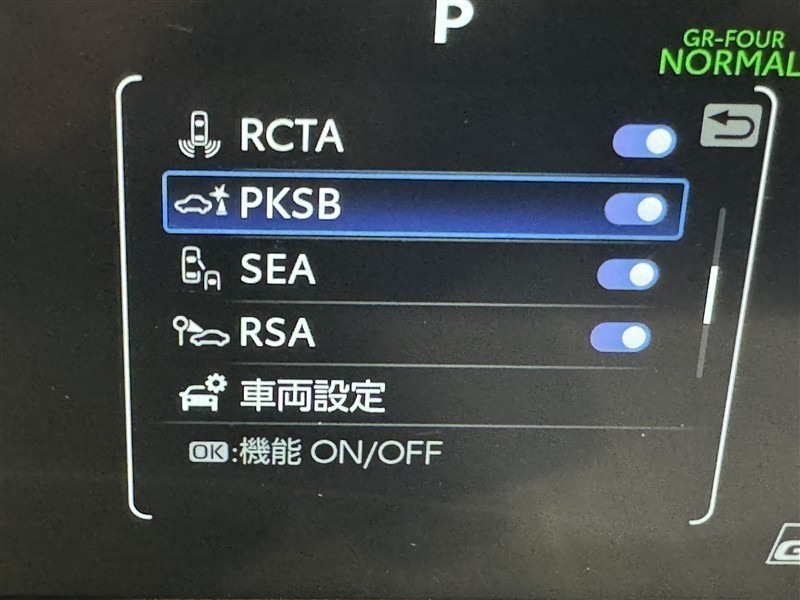 P
GR-FOUR
NORMAL
RCTA
PKSB
SEA
RSA
車両設定
OK:機能 ON/OFF
G